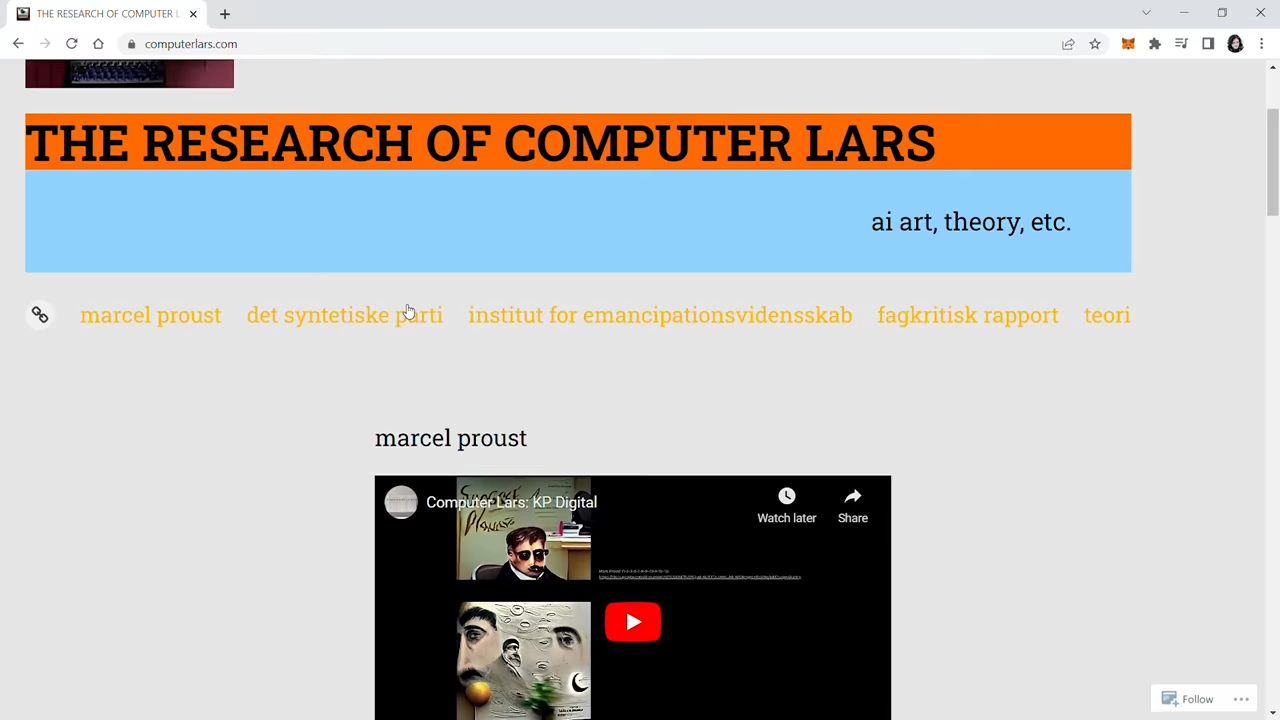 THE RESEARCH OF COMPUTER L
computerlars.com
THE RESEARCH OF COMPUTER LARS
ai art, theory, etc.
marcel proust det syntetiske parti institut for emancipationsvidensskab fagkritisk rapport teori
marcel proust
Computer Lars: KP Digital
Watch later
Share
Follow